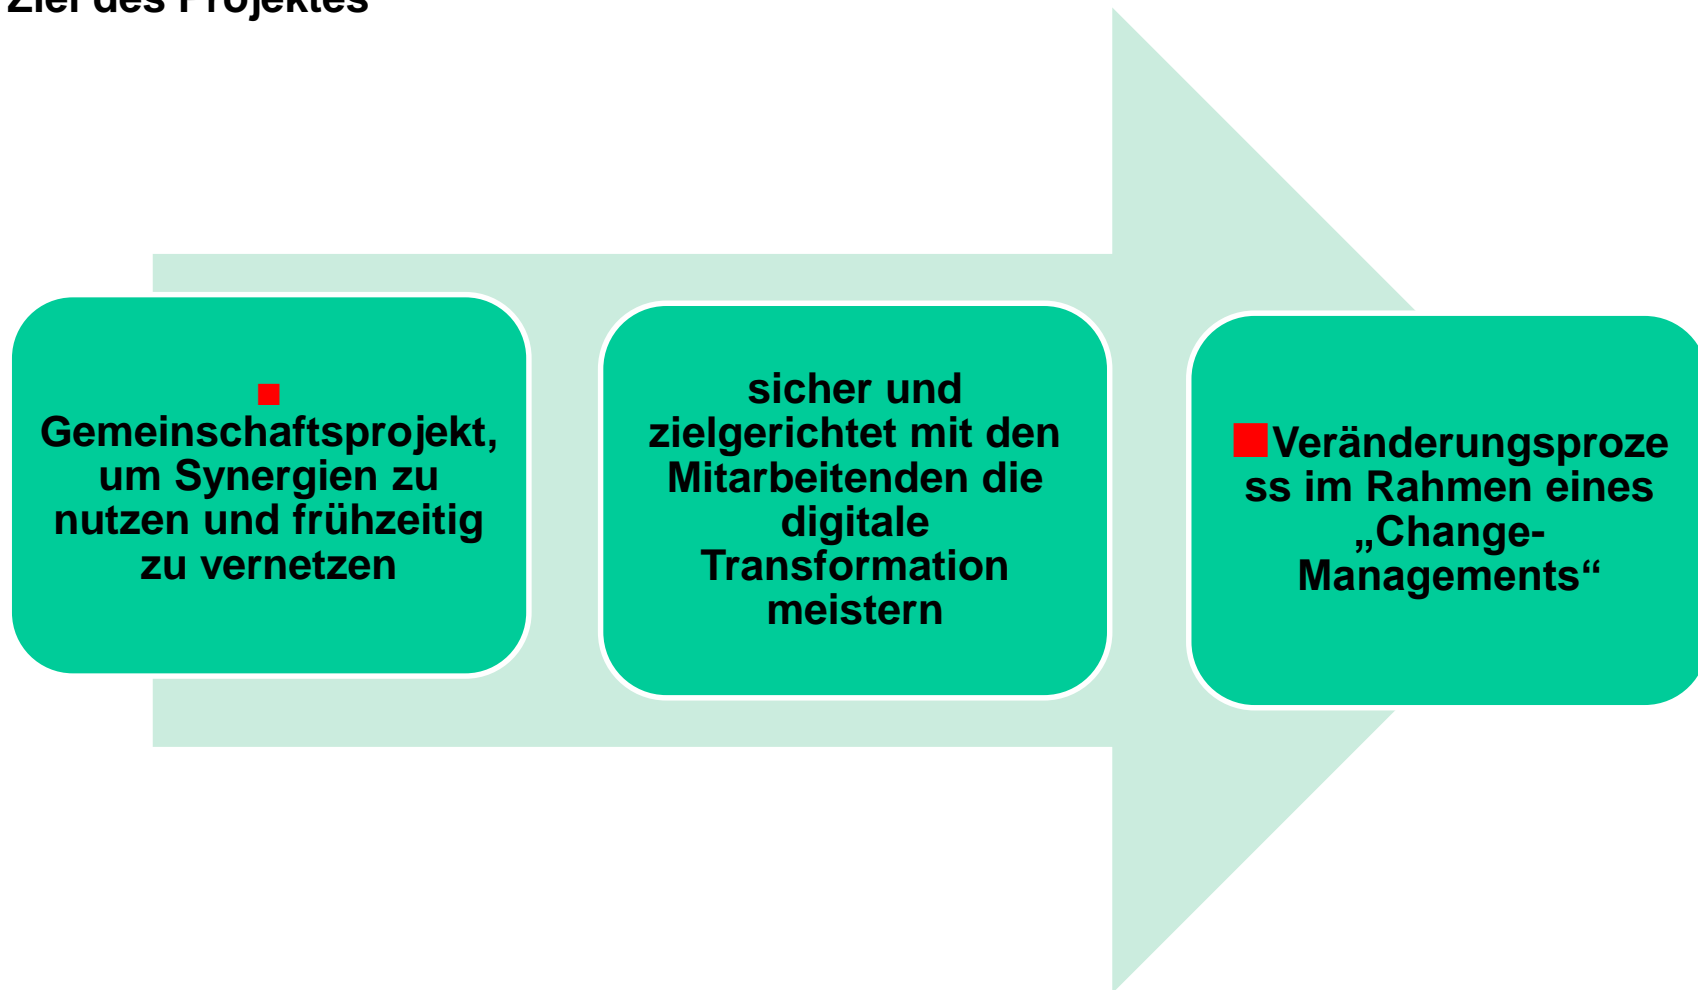 Ziel des Projektes
Gemeinschaftsprojekt,
um Synergien zu
nutzen und frühzeitig
zu vernetzen
sicher und
zielgerichtet mit den
Mitarbeitenden die
digitale
Transformation
meistern
Veränderungsproze
ss im Rahmen eines
„Change-
Managements“